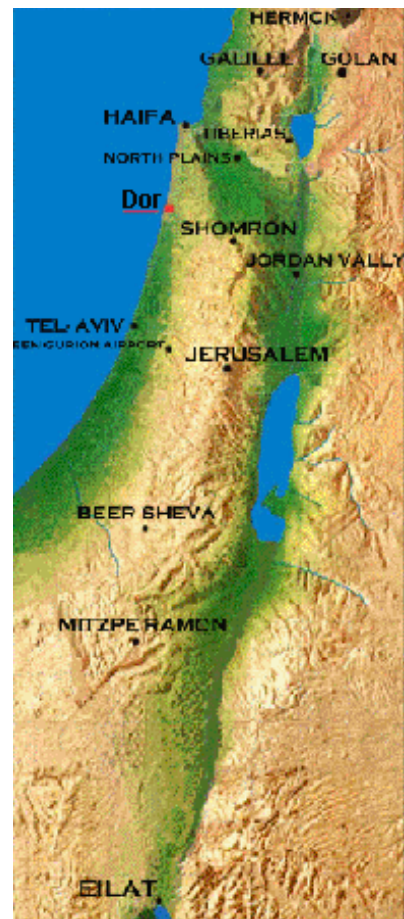 HERMON
GALILEE
GOLAN
HAIFA
TIBERIAS
NORTH PLAINS
Dor
SHOMRON
JORDAN VALLY
TEL-AVIV
BEEN-GURION AIRPORT
JERUSALEM
BEER SHEVA
MITZPE RAMON
EILAT